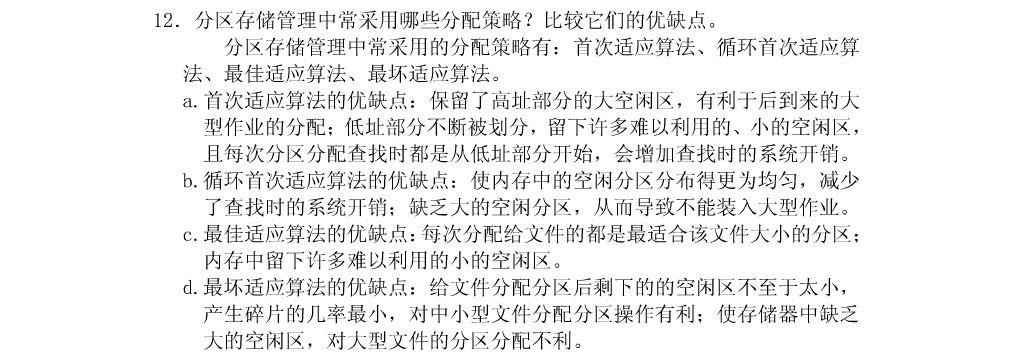 12. 分区存储管理中常采用哪些分配策略？比较它们的优缺点。
分区存储管理中常采用的分配策略有：首次适应算法、循环首次适应算
法、最佳适应算法、最坏适应算法。
a.首次适应算法的优缺点：保留了高址部分的大空闲区，有利于后到来的大
型作业的分配；低址部分不断被划分，留下许多难以利用的、小的空闲区，
且每次分区分配查找时都是从低址部分开始，会增加查找时的系统开销。
b.循环首次适应算法的优缺点：使内存中的空闲分区分布得更为均匀，减少
了查找时的系统开销；缺乏大的空闲分区，从而导致不能装入大型作业。
c.最佳适应算法的优缺点：每次分配给文件的都是最适合该文件大小的分区；
内存中留下许多难以利用的小的空闲区。
d.最坏适应算法的优缺点：给文件分配分区后剩下的的空闲区不至于太小，
产生碎片的几率最小，对中小型文件分配分区操作有利；使存储器中缺乏
大的空闲区，对大型文件的分区分配不利。